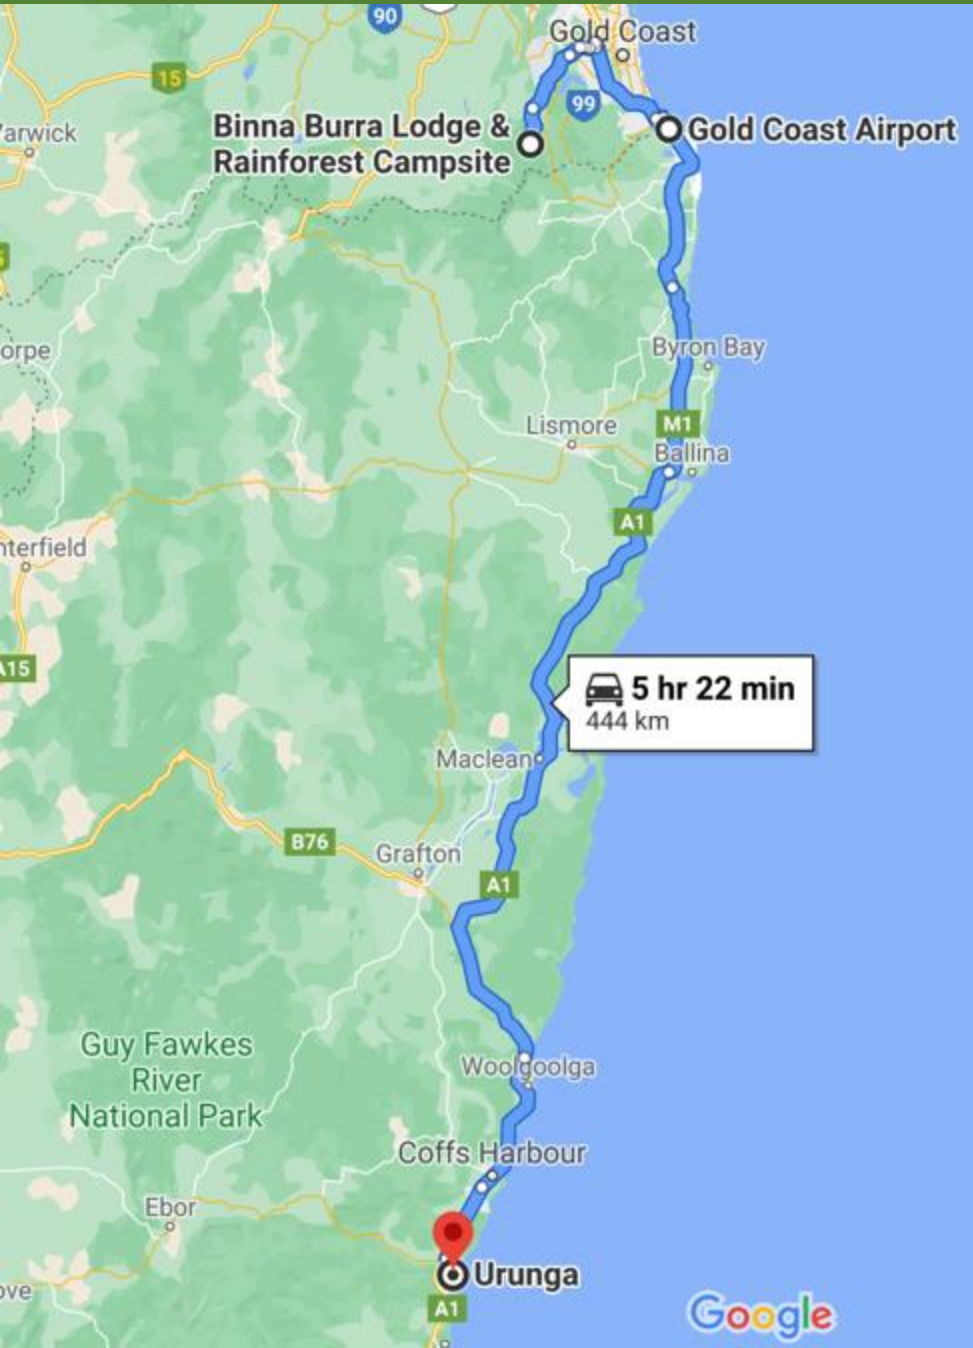 90
Gold Coast
15
99
Binna Burra Lodge &
Rainforest Campsite
Gold Coast Airport
arwick
orpe
Byron Bay
Lismore
M1
Ballina
A1
nterfield
A15
5 hr 22 min
444 km
Maclean
B76
Grafton
A1
Guy Fawkes
River
National Park
Woolgoolga
Coffs Harbour
Ebor
Urunga
ove
A1
Google